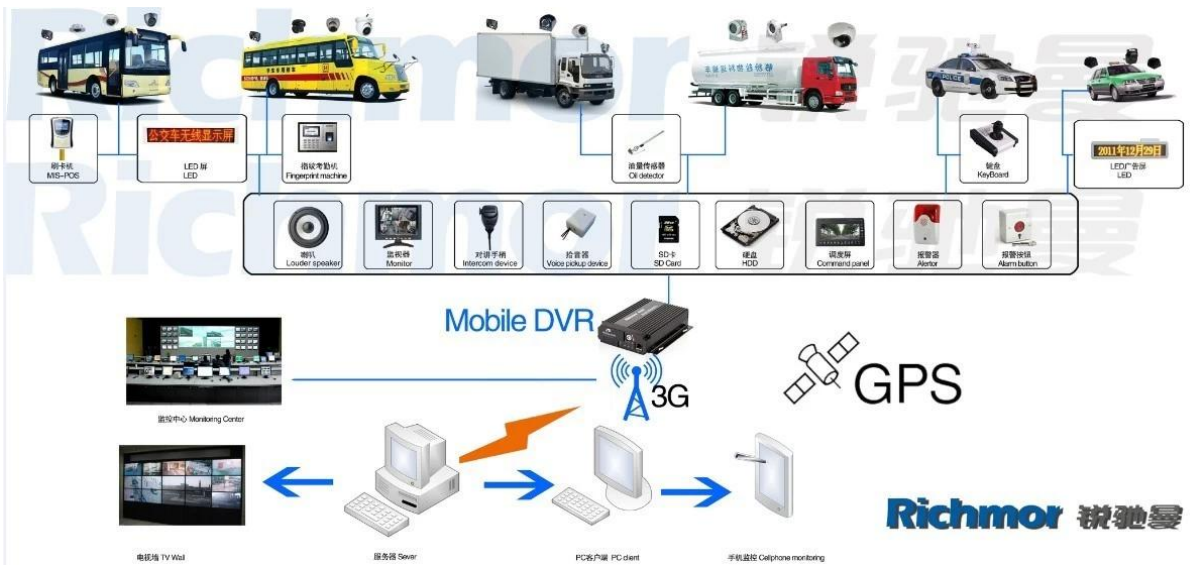 Richmor 锐驰曼
Richmor 锐驰曼
POLICE
刷卡机
MIS-POS
公交车无线显示屏
LED 屏
LED
指纹考勤机
Fingerprint machine
油量传感器
Oil detector
键盘
KeyBoard
2011年12月29日
LED广告屏
LED
喇叭
Louder speaker
监视器
Monitor
对讲手柄
Intercom device
拾音器
Voice pickup device
SD卡
SD Card
硬盘
HDD
调度屏
Command panel
报警器
Alertor
报警按钮
Alarm button
Mobile DVR
3G
GPS
监控中心 Monitoring Center
电视墙 TV Wall
服务器 Sever
PC客户端 PC client
手机监控 Cellphone monitoring
Richmor 锐驰曼